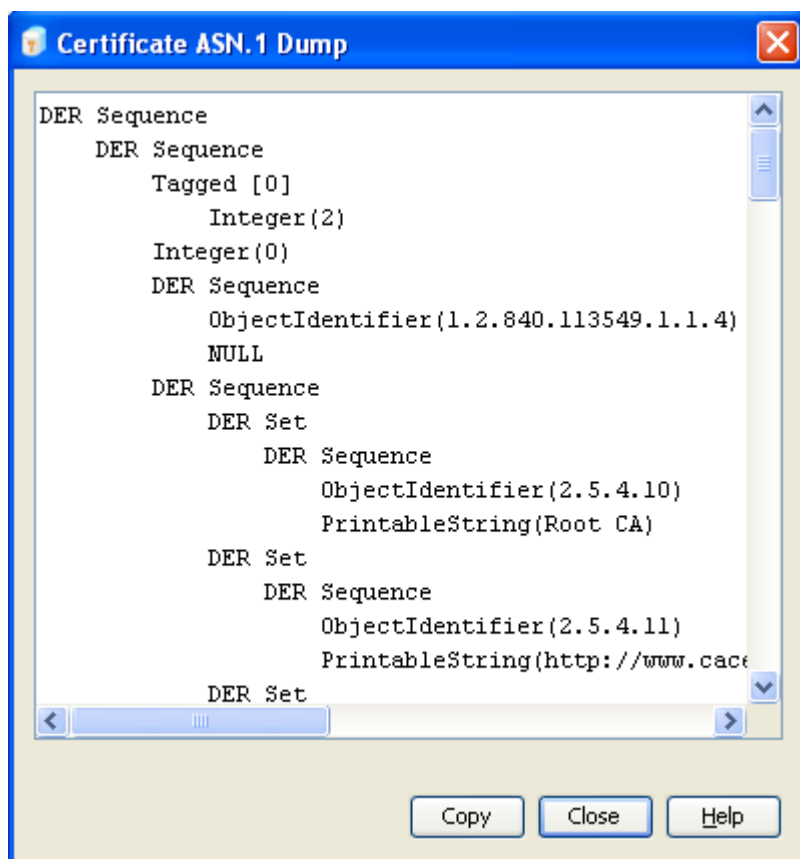 Certificate ASN.1 Dump
DER Sequence
DER Sequence
Tagged [0]
Integer(2)
Integer(0)
DER Sequence
ObjectIdentifier(1.2.840.113549.1.1.4)
NULL
DER Sequence
DER Set
DER Sequence
ObjectIdentifier(2.5.4.10)
PrintableString(Root CA)
DER Set
DER Sequence
ObjectIdentifier(2.5.4.11)
PrintableString(http://www.cace
DER Set
Copy Close Help